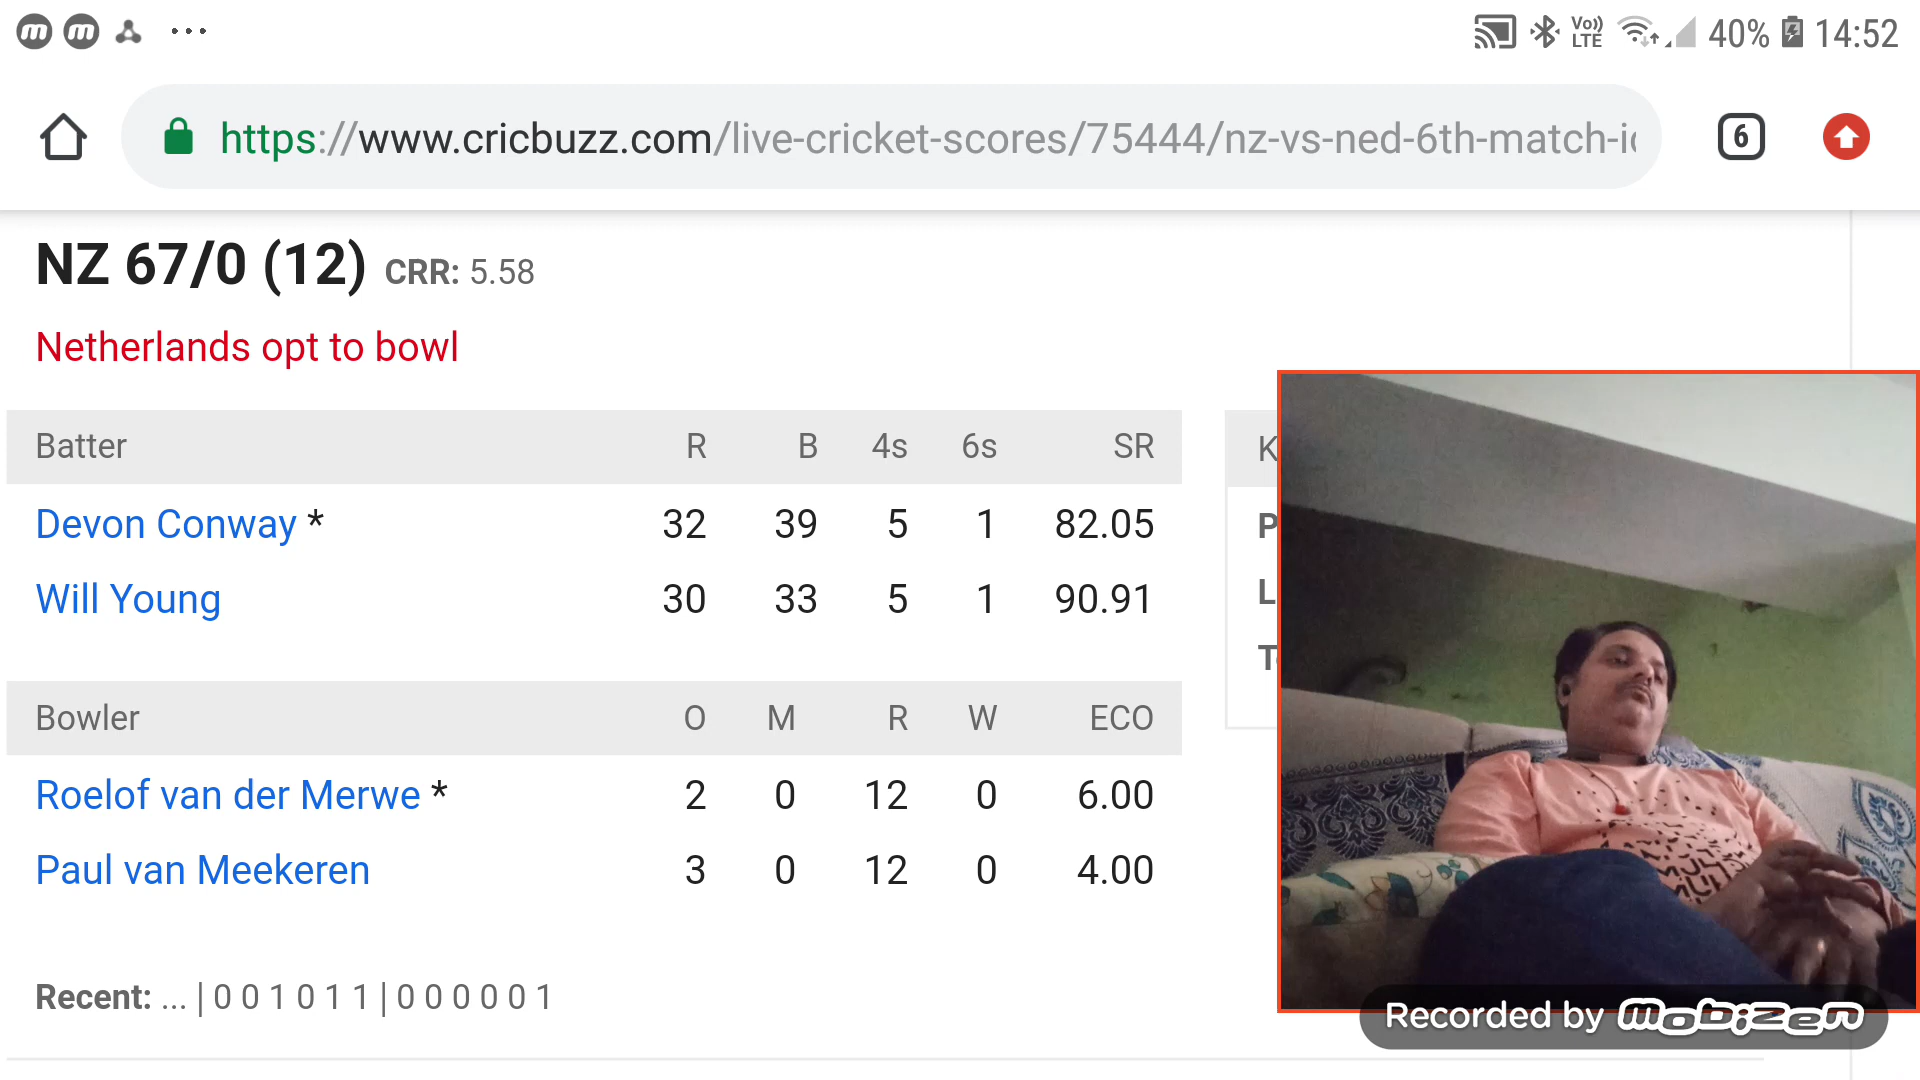 40% 14:52
https://www.cricbuzz.com/live-cricket-scores/75444/nz-vs-ned-6th-match-ic
6
NZ 67/0 (12) CRR: 5.58
Netherlands opt to bowl
Batter R B 4s 6s SR
Devon Conway * 32 39 5 1 82.05
Will Young 30 33 5 1 90.91
Bowler O M R W ECO
Roelof van der Merwe * 2 0 12 0 6.00
Paul van Meekeren 3 0 12 0 4.00
Recent: ... | 0 0 1 0 1 1 | 0 0 0 0 0 1
K
P
L
T
Recorded by mobizen